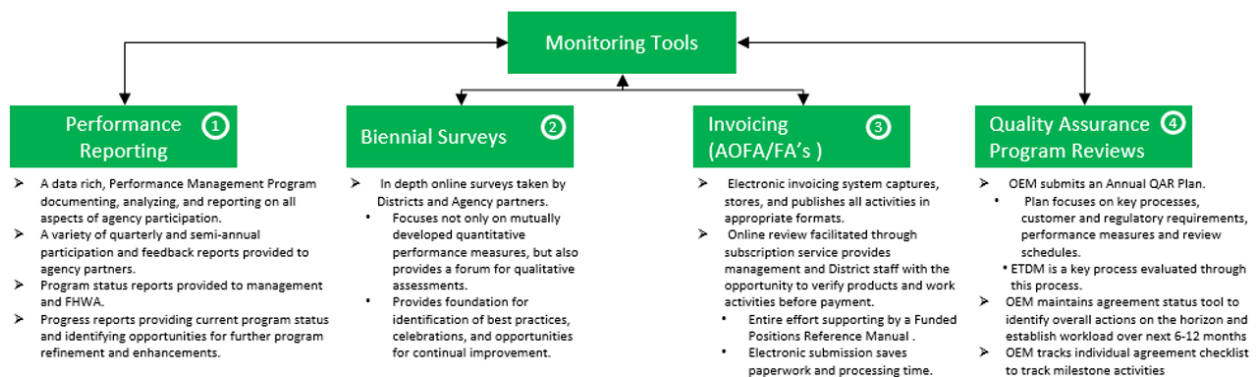 Monitoring Tools
Performance
Reporting
1
A data rich, Performance Management Program
documenting, analyzing, and reporting on all
aspects of agency participation.
A variety of quarterly and semi-annual
participation and feedback reports provided to
agency partners.
Program status reports provided to management
and FHWA.
Progress reports providing current program status
and identifying opportunities for further program
refinement and enhancements.
Biennial Surveys
2
In depth online surveys taken by
Districts and Agency partners.
Focuses not only on mutually
developed quantitative
performance measures, but also
provides a forum for qualitative
assessments.
Provides foundation for
identification of best practices,
celebrations, and opportunities
for continual improvement.
Invoicing
(AOFA/FA's )
3
Electronic invoicing system captures,
stores, and publishes all activities in
appropriate formats.
Online review facilitated through
subscription service provides
management and District staff with the
opportunity to verify products and work
activities before payment.
Entire effort supporting by a Funded
Positions Reference Manual .
Electronic submission saves
paperwork and processing time.
Quality Assurance
Program Reviews
4
OEM submits an Annual QAR Plan.
Plan focuses on key processes,
customer and regulatory requirements,
performance measures and review
schedules.
ETDM is a key process evaluated through
this process.
OEM maintains agreement status tool to
identify overall actions on the horizon and
establish workload over next 6-12 months
OEM tracks individual agreement checklist
to track milestone activities